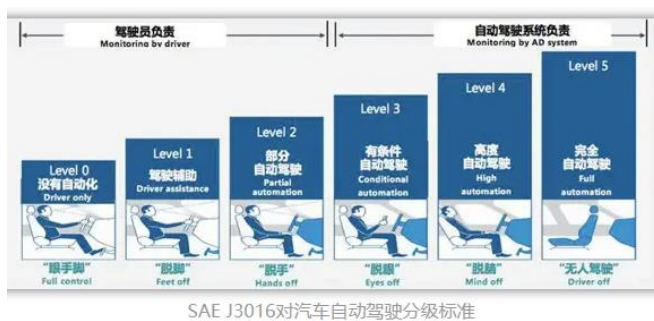 驾驶员负责
Monitoring by driver
自动驾驶系统负责
Monitoring by AD system
Level 0
没有自动化
Driver only
"眼手脚"
Full control
Level 1
驾驶辅助
Driver assistance
"脱脚"
Feet off
Level 2
部分
自动驾驶
Partial
automation
"脱手"
Hands off
Level 3
有条件
自动驾驶
Conditional
automation
"脱眼"
Eyes off
Level 4
高度
自动驾驶
High
automation
"脱脑"
Mind off
Level 5
完全
自动驾驶
Full
automation
"无人驾驶"
Driver off
SAE J3016对汽车自动驾驶分级标准